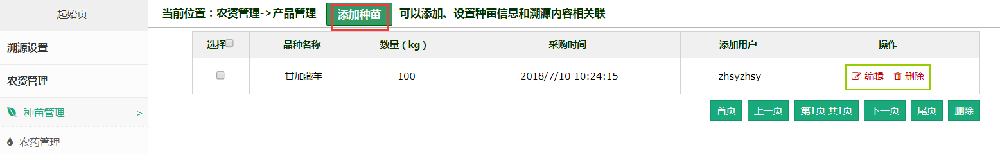 起始页
溯源设置
农资管理
种苗管理 >
农药管理
当前位置：农资管理->产品管理 添加种苗 可以添加、设置种苗信息和溯源内容相关联
选择 品种名称 数量（kg） 采购时间 添加用户 操作
甘加藏羊 100 2018/7/10 10:24:15 zhsyzhsy 编辑 删除
首页 上一页 第1页 共1页 下一页 尾页 删除